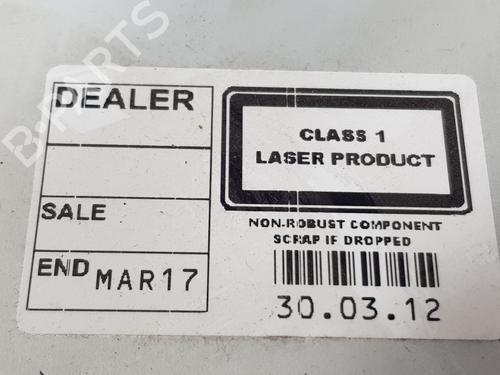 DEALER
SALE
END MAR17
CLASS 1
LASER PRODUCT
NON-ROBUST COMPONENT
SCRAP IF DROPPED
30.03.12
B-PARTS